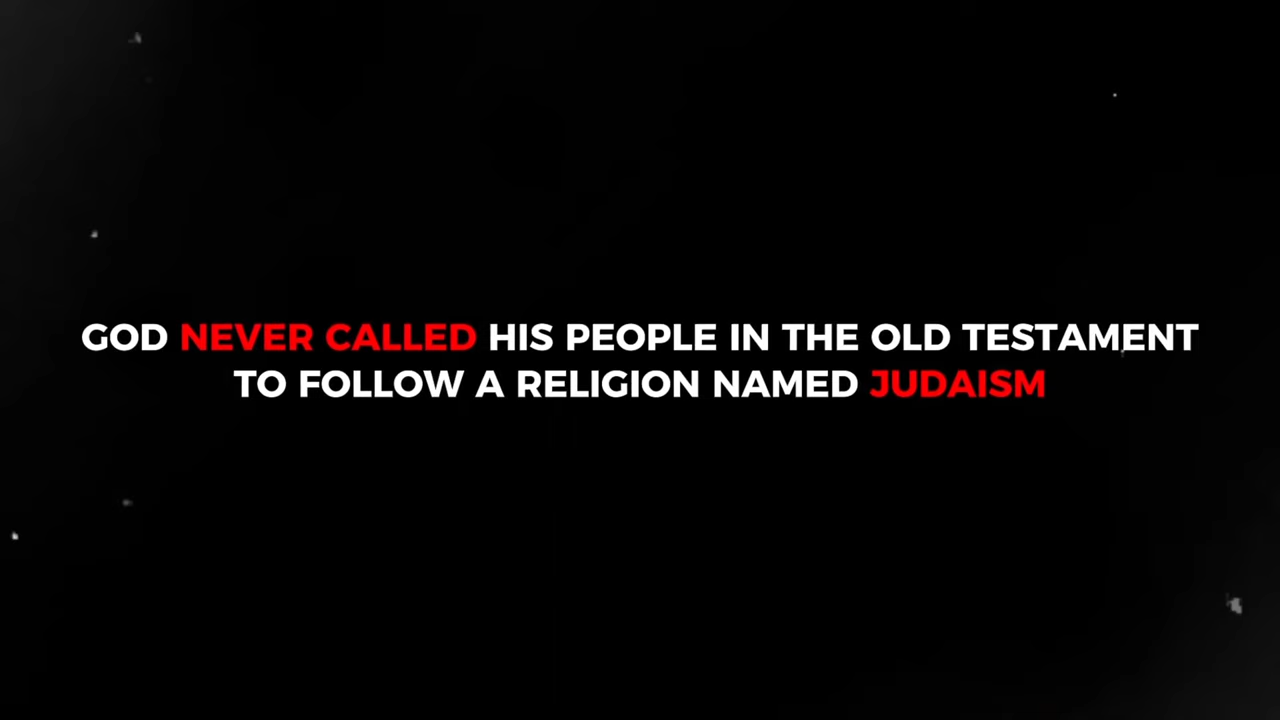 GOD NEVER CALLED HIS PEOPLE IN THE OLD TESTAMENT
TO FOLLOW A RELIGION NAMED JUDAISM